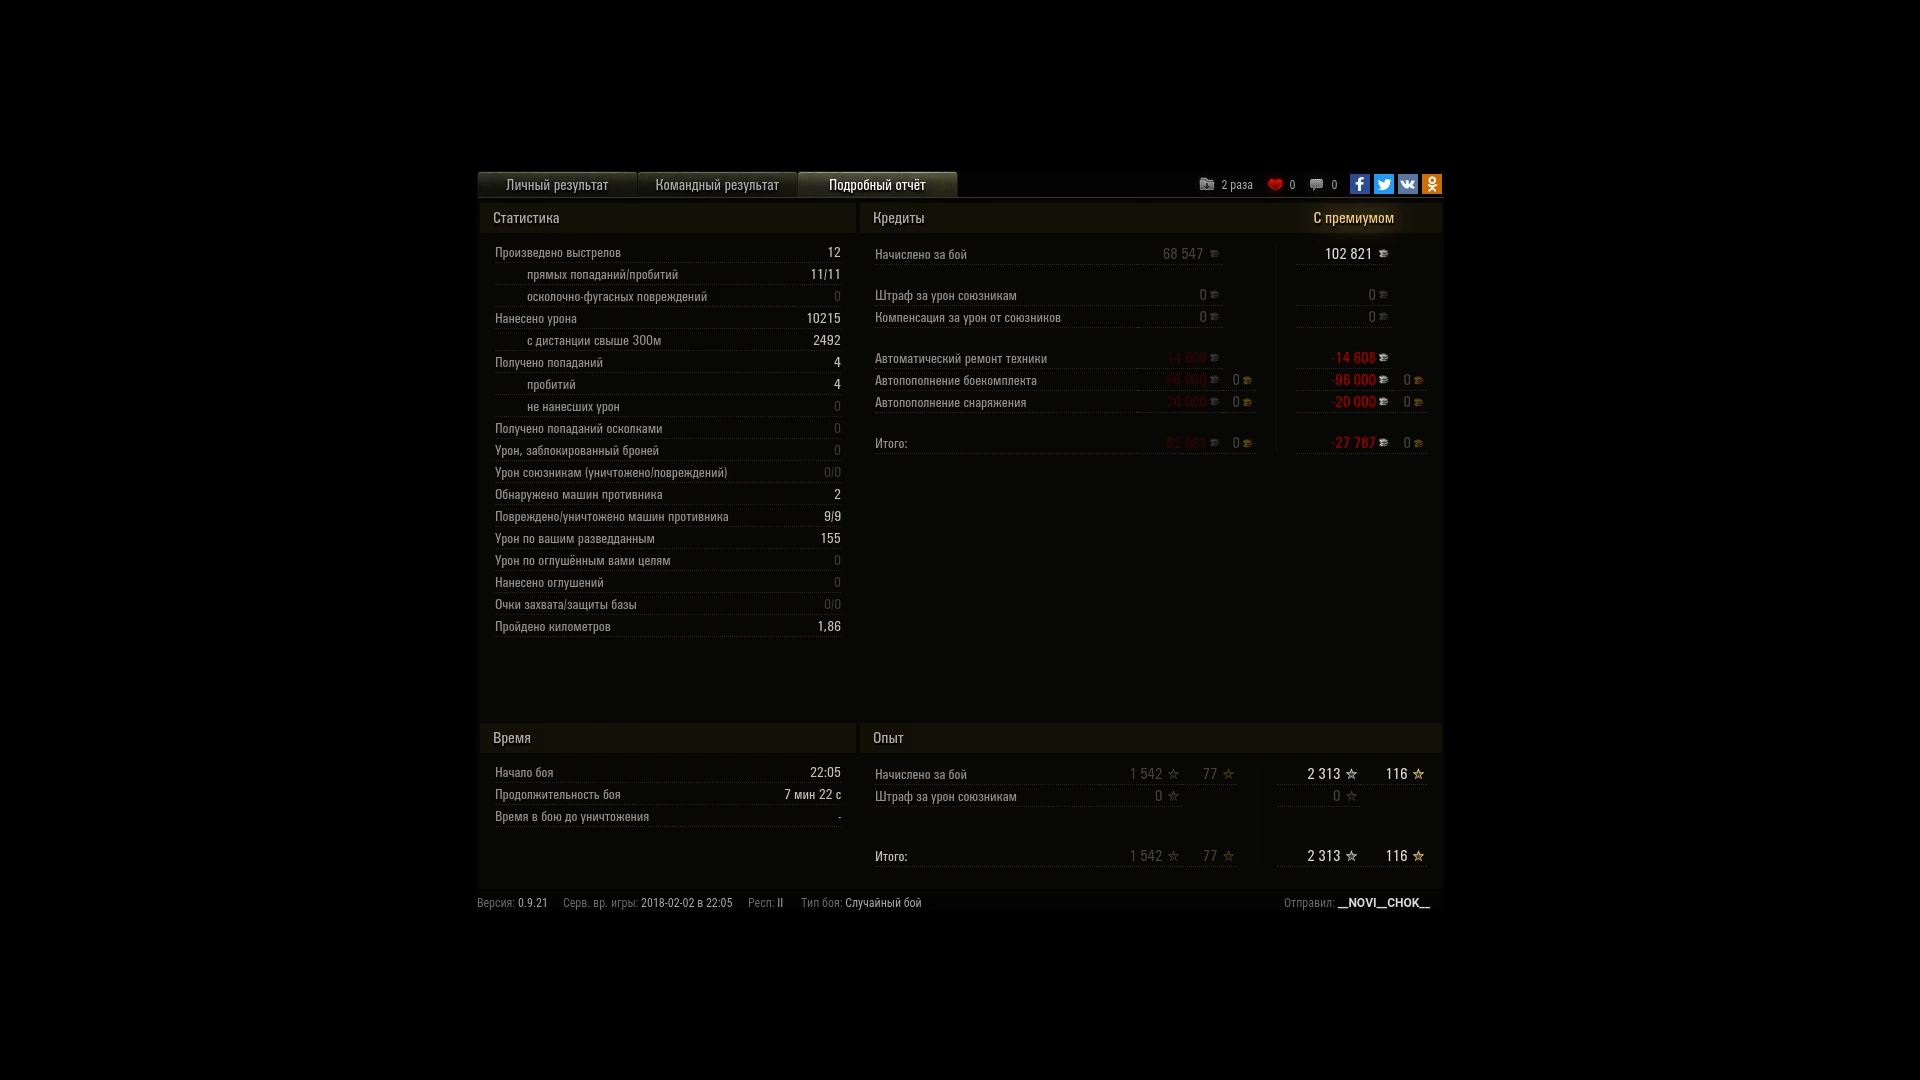 Личный результат Командный результат Подробный отчёт 2 раза 0 0
Статистика
Произведено выстрелов 12
прямых попаданий/пробитий 11/11
осколочно-фугасных повреждений 0
Нанесено урона 10215
с дистанции свыше 300м 2492
Получено попаданий 4
пробитий 4
не нанесших урон 0
Получено попаданий осколками 0
Урон, заблокированный броней 0
Урон союзникам (уничтожено/повреждений) 0/0
Обнаружено машин противника 2
Повреждено/уничтожено машин противника 9/9
Урон по вашим разведданным 155
Урон по оглушённым вами целям 0
Нанесено оглушений 0
Очки захвата/защиты базы 0/0
Пройдено километров 1,86
Кредиты С премиумом
Начислено за бой 68 547 102 821
Штраф за урон союзникам 0 0
Компенсация за урон от союзников 0 0
Автоматический ремонт техники 14 608 -14 608
Автопополнение боекомплекта 96 000 0 -96 000 0
Автопополнение снаряжения 20 000 0 -20 000 0
Итого: 62 061 0 -27 787 0
Время
Начало боя 22:05
Продолжительность боя 7 мин 22 с
Время в бою до уничтожения -
Опыт
Начислено за бой 1 542 77 2 313 116
Штраф за урон союзникам 0 0
Итого: 1 542 77 2 313 116
Версия: 0.9.21 Серв. вр. игры: 2018-02-02 в 22:05 Респ: II Тип боя: Случайный бой Отправил: __NOVI__CHOK__